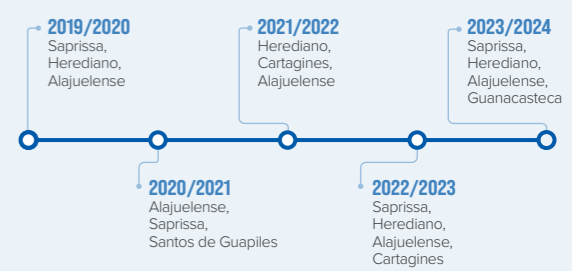 2019/2020
Saprissa,
Herediano,
Alajuelense
2020/2021
Alajuelense,
Saprissa,
Santos de Guapiles
2021/2022
Herediano,
Cartagines,
Alajuelense
2022/2023
Saprissa,
Herediano,
Alajuelense,
Cartagines
2023/2024
Saprissa,
Herediano,
Alajuelense,
Guanacasteca